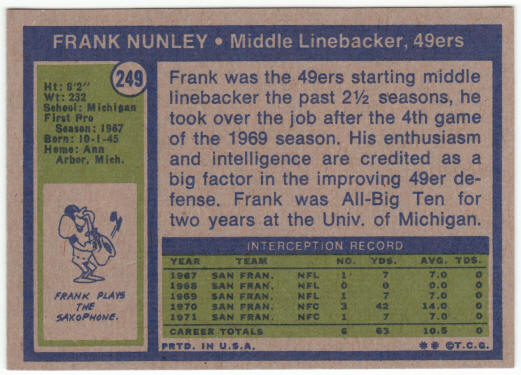 FRANK NUNLEY • Middle Linebacker, 49ers
249
Ht: 6'2"
Wt: 232
School: Michigan
First Pro
Season: 1967
Born: 10-1-45
Home: Ann
Arbor, Mich.
Frank was the 49ers starting middle
linebacker the past 2½ seasons, he
took over the job after the 4th game
of the 1969 season. His enthusiasm
and intelligence are credited as a
big factor in the improving 49er de-
fense. Frank was All-Big Ten for
two years at the Univ. of Michigan.
FRANK PLAYS
THE
SAXOPHONE.
INTERCEPTION RECORD
YEAR TEAM NO. YDS. AVG. TDS.
1967 SAN FRAN. NFL 1 7 7.0 0
1968 SAN FRAN. NFL 0 0 0.0 0
1969 SAN FRAN. NFL 1 7 7.0 0
1970 SAN FRAN. NFC 3 42 14.0 0
1971 SAN FRAN. NFC 1 7 7.0 0
CAREER TOTALS 6 63 10.5 0
PRTD. IN U.S.A. ** ©T.C.G.